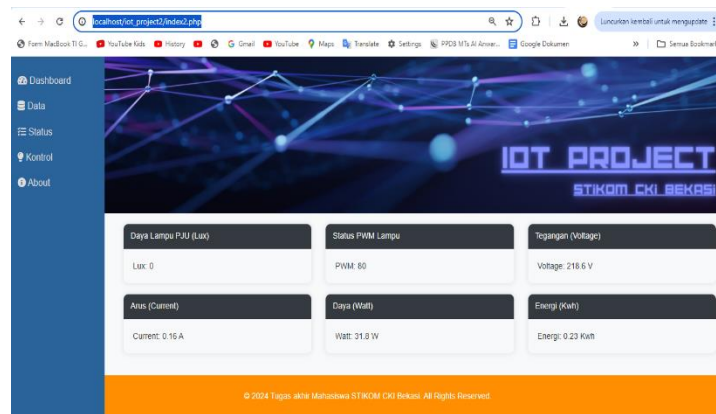 localhost/iot_project2/index2.php
Luncurkan kembali untuk mengupdate
Form MacBook TI G...
YouTube Kids
History
Gmail
YouTube
Maps
Translate
Settings
PPDB MTs Al Anwar...
Google Dokumen
Semua Bookmark
Dashboard
Data
Status
Kontrol
About
IOT PROJECT
STIKOM CKI BEKASI
Daya Lampu PJU (Lux)
Lux: 0
Status PWM Lampu
PWM: 80
Tegangan (Voltage)
Voltage: 218.6 V
Arus (Current)
Current: 0.16 A
Daya (Watt)
Watt: 31.8 W
Energi (Kwh)
Energi: 0.23 Kwh
© 2024 Tugas akhir Mahasiswa STIKOM CKI Bekasi. All Rights Reserved.